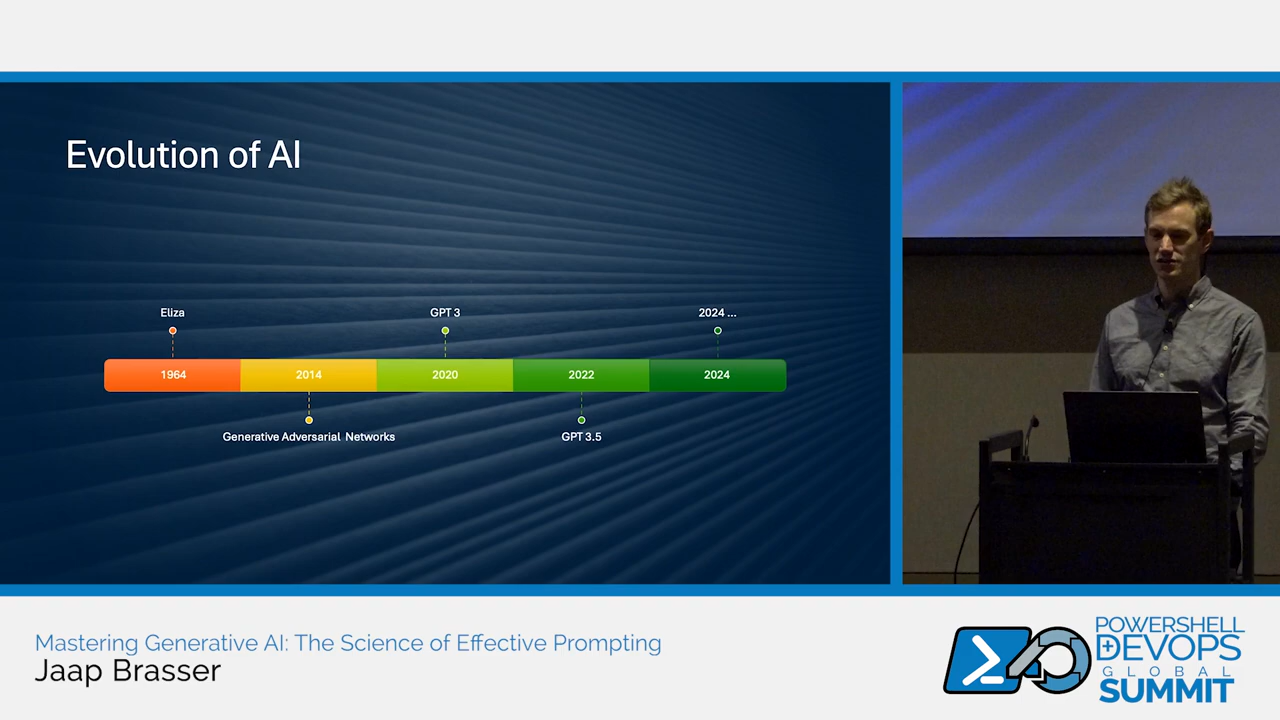 Evolution of AI
Eliza
GPT 3
2024 ...
1964
2014
2020
2022
2024
Generative Adversarial Networks
GPT 3.5
Mastering Generative AI: The Science of Effective Prompting
Jaap Brasser
POWERSHELL
DEVOPS
GLOBAL
SUMMIT